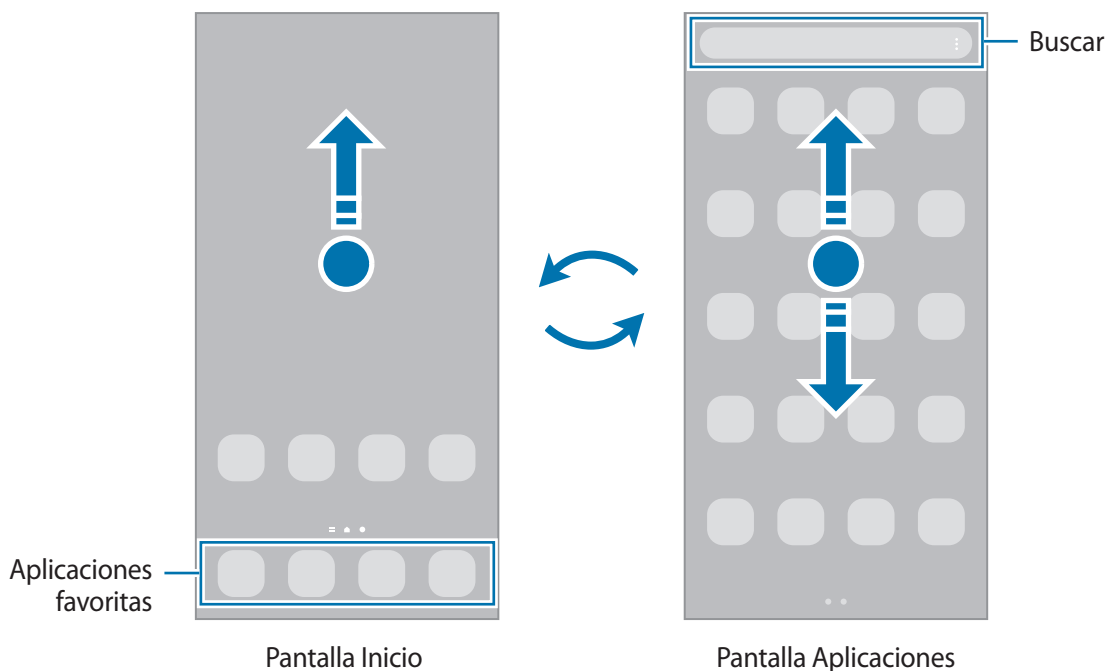 Buscar
Aplicaciones
favoritas
Pantalla Inicio
Pantalla Aplicaciones